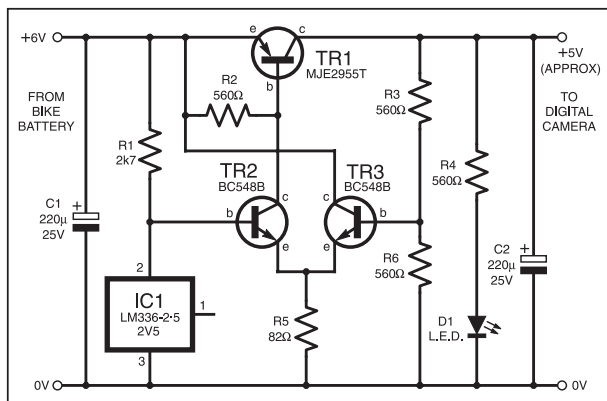 +6V
e
c
TR1
MJE2955T
b
+5V
(APPROX)
FROM
BIKE
BATTERY
TO
DIGITAL
CAMERA
R2
560Ω
R3
560Ω
R1
2k7
R4
560Ω
TR2
BC548B
TR3
BC548B
c
c
b
b
e
e
C1
220μ
25V
+
R6
560Ω
C2
220μ
25V
+
2
IC1
LM336-2·5
2V5
1
3
R5
82Ω
D1
L.E.D.
0V
0V